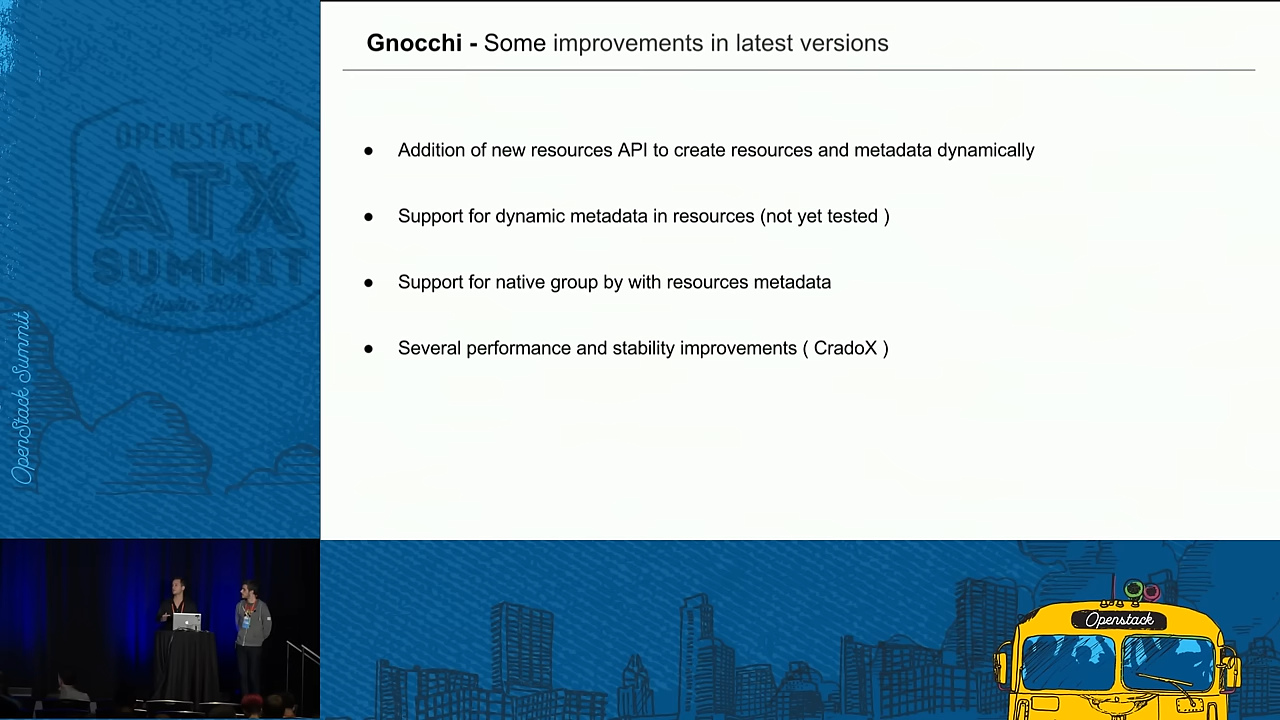 Gnocchi - Some improvements in latest versions
● Addition of new resources API to create resources and metadata dynamically
● Support for dynamic metadata in resources (not yet tested )
● Support for native group by with resources metadata
● Several performance and stability improvements ( CradoX )
OPENSTACK
ATX
SUMMIT
OpenStack Summit
Openstack